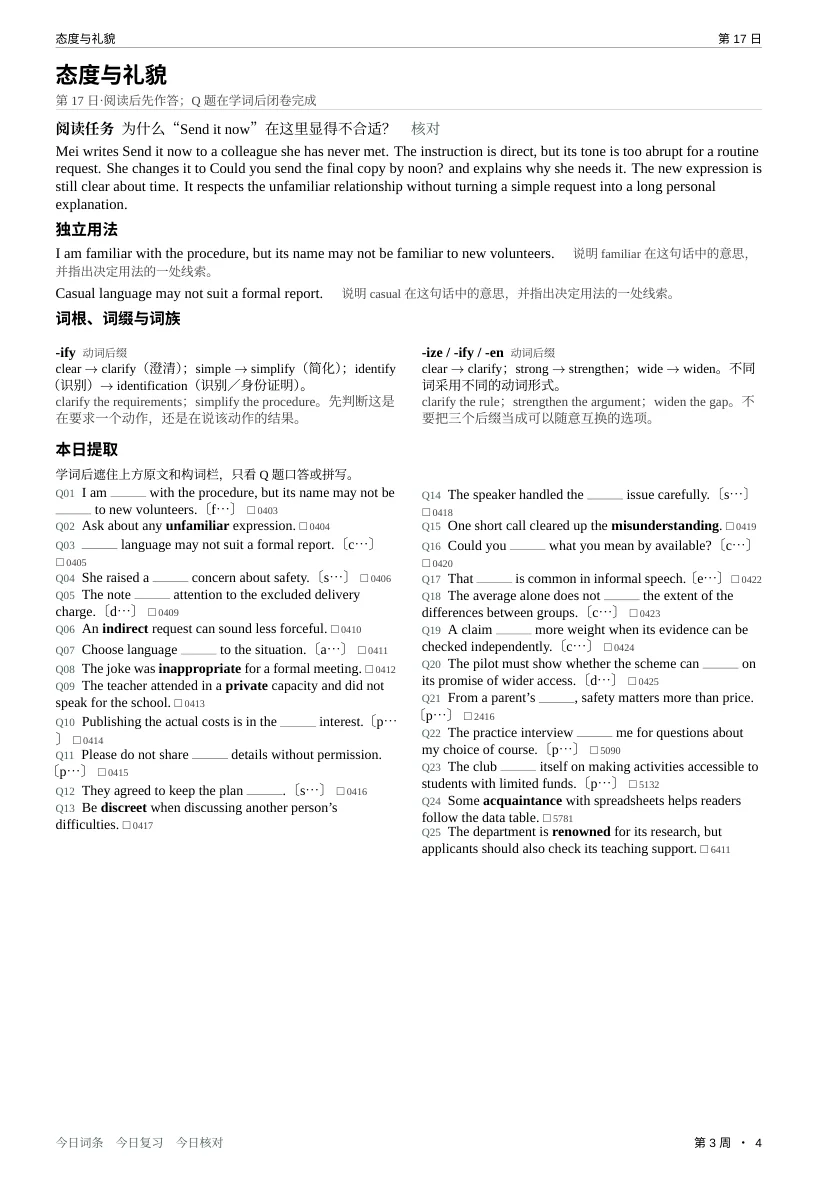 态度与礼貌 第 17 日
态度与礼貌
第 17 日·阅读后先作答；Q 题在学词后闭卷完成
阅读任务 为什么“Send it now”在这里显得不合适？ 核对
Mei writes Send it now to a colleague she has never met. The instruction is direct, but its tone is too abrupt for a routine
request. She changes it to Could you send the final copy by noon? and explains why she needs it. The new expression is
still clear about time. It respects the unfamiliar relationship without turning a simple request into a long personal
explanation.
独立用法
I am familiar with the procedure, but its name may not be familiar to new volunteers. 说明 familiar 在这句话中的意思，
并指出决定用法的一处线索。
Casual language may not suit a formal report. 说明 casual 在这句话中的意思，并指出决定用法的一处线索。
词根、词缀与词族
-ify 动词后缀
clear → clarify（澄清）；simple → simplify（简化）；identify
（识别）→ identification（识别／身份证明）。
clarify the requirements；simplify the procedure。先判断这是
在要求一个动作，还是在说该动作的结果。
-ize / -ify / -en 动词后缀
clear → clarify；strong → strengthen；wide → widen。不同
词采用不同的动词形式。
clarify the rule；strengthen the argument；widen the gap。不
要把三个后缀当成可以随意互换的选项。
本日提取
学词后遮住上方原文和构词栏，只看 Q 题口答或拼写。
Q01 I am _____ with the procedure, but its name may not be
_____ to new volunteers.〔f···〕 □ 0403
Q02 Ask about any unfamiliar expression. □ 0404
Q03 _____ language may not suit a formal report.〔c···〕
□ 0405
Q04 She raised a _____ concern about safety.〔s···〕 □ 0406
Q05 The note _____ attention to the excluded delivery
charge.〔d···〕 □ 0409
Q06 An indirect request can sound less forceful. □ 0410
Q07 Choose language _____ to the situation.〔a···〕 □ 0411
Q08 The joke was inappropriate for a formal meeting. □ 0412
Q09 The teacher attended in a private capacity and did not
speak for the school. □ 0413
Q10 Publishing the actual costs is in the _____ interest.〔p···
〕 □ 0414
Q11 Please do not share _____ details without permission.
〔p···〕 □ 0415
Q12 They agreed to keep the plan _____.〔s···〕 □ 0416
Q13 Be discreet when discussing another person’s
difficulties. □ 0417
Q14 The speaker handled the _____ issue carefully.〔s···〕
□ 0418
Q15 One short call cleared up the misunderstanding. □ 0419
Q16 Could you _____ what you mean by available?〔c···〕
□ 0420
Q17 That _____ is common in informal speech.〔e···〕 □ 0422
Q18 The average alone does not _____ the extent of the
differences between groups.〔c···〕 □ 0423
Q19 A claim _____ more weight when its evidence can be
checked independently.〔c···〕 □ 0424
Q20 The pilot must show whether the scheme can _____ on
its promise of wider access.〔d···〕 □ 0425
Q21 From a parent’s _____, safety matters more than price.
〔p···〕 □ 2416
Q22 The practice interview _____ me for questions about
my choice of course.〔p···〕 □ 5090
Q23 The club _____ itself on making activities accessible to
students with limited funds.〔p···〕 □ 5132
Q24 Some acquaintance with spreadsheets helps readers
follow the data table. □ 5781
Q25 The department is renowned for its research, but
applicants should also check its teaching support. □ 6411
今日词条 今日复习 今日核对 第 3 周 · 4